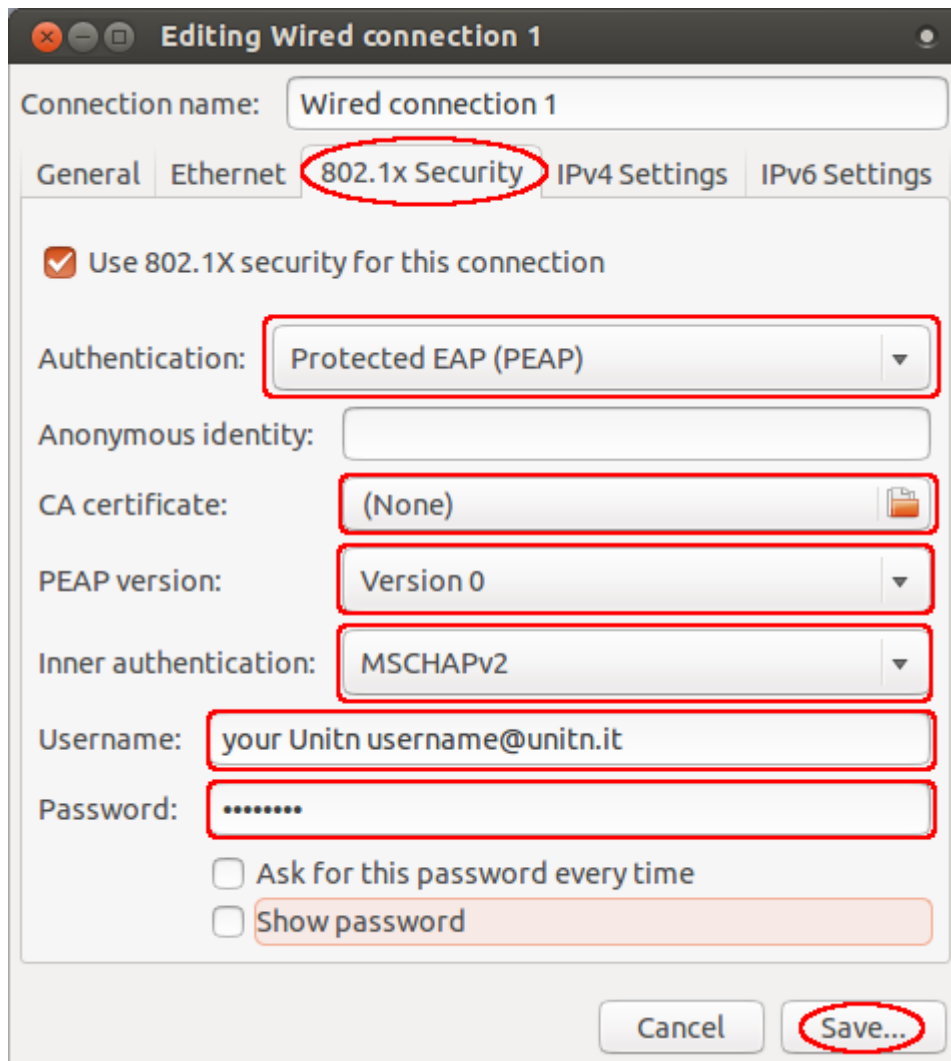 Editing Wired connection 1
Connection name: Wired connection 1
General Ethernet 802.1x Security IPv4 Settings IPv6 Settings
Use 802.1X security for this connection
Authentication: Protected EAP (PEAP)
Anonymous identity:
CA certificate: (None)
PEAP version: Version 0
Inner authentication: MSCHAPv2
Username: your Unitn username@unitn.it
Password: ••••••••
Ask for this password every time
Show password
Cancel Save...